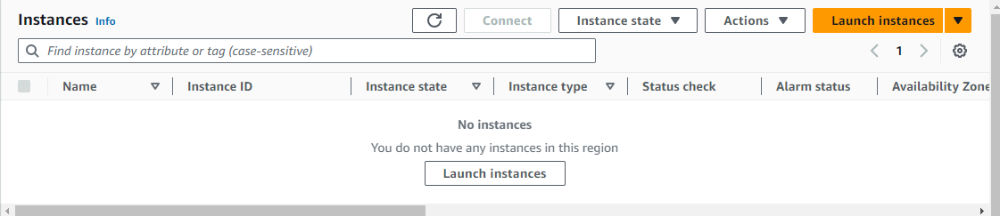 Instances Info Connect Instance state Actions Launch instances
Find instance by attribute or tag (case-sensitive) 1
Name Instance ID Instance state Instance type Status check Alarm status Availability Zone
No instances
You do not have any instances in this region
Launch instances